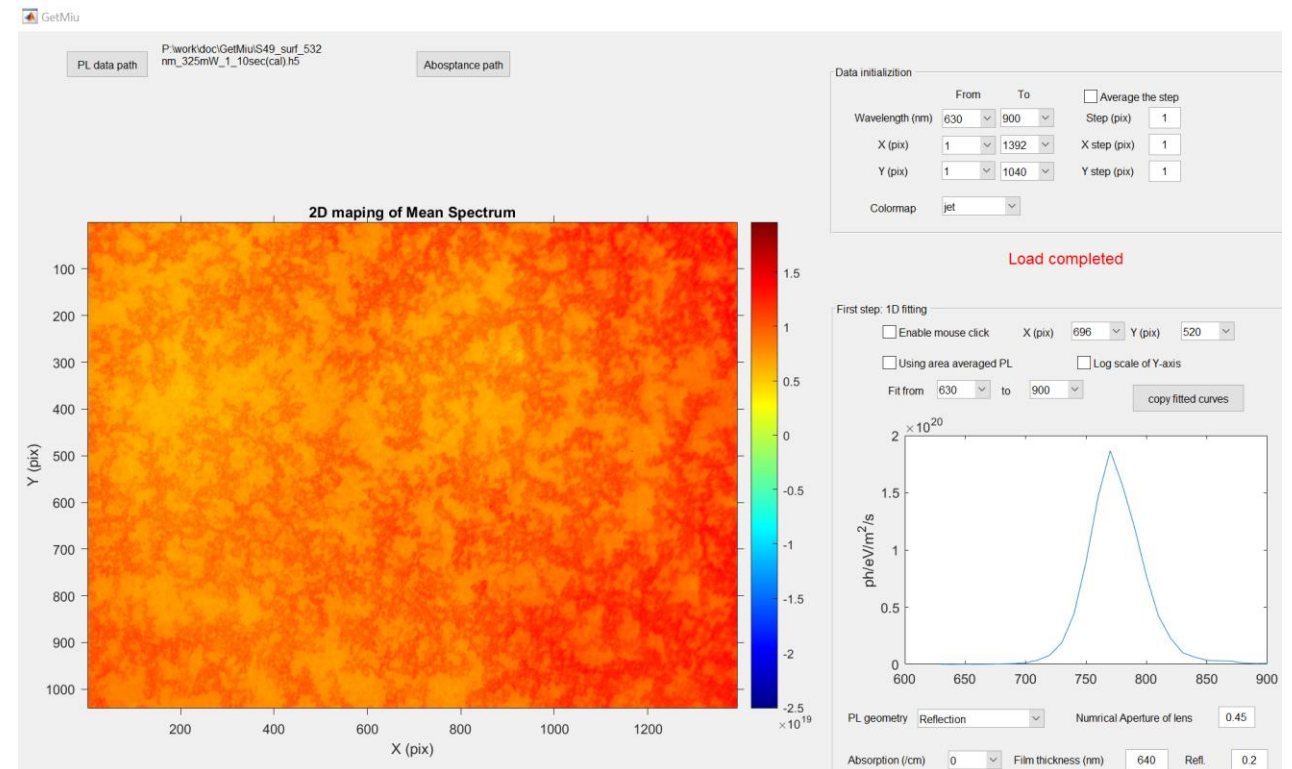 GetMiu
PL data path
P:\work\doc\GetMiu\S49_surf_532
nm_325mW_1_10sec(cal).h5
Abosptance path
2D maping of Mean Spectrum
100
200
300
400
500
600
700
800
900
1000
Y (pix)
200 400 600 800 1000 1200
X (pix)
1.5
1
0.5
0
-0.5
-1
-1.5
-2
-2.5
×10^19
Data initializition
From To Average the step
Wavelength (nm) 630 900 Step (pix) 1
X (pix) 1 1392 X step (pix) 1
Y (pix) 1 1040 Y step (pix) 1
Colormap jet
Load completed
First step: 1D fitting
Enable mouse click X (pix) 696 Y (pix) 520
Using area averaged PL Log scale of Y-axis
Fit from 630 to 900 copy fitted curves
×10^20
2
1.5
1
0.5
0
ph/eV/m^2/s
600 650 700 750 800 850 900
PL geometry Reflection Numrical Aperture of lens 0.45
Absorption (/cm) 0 Film thickness (nm) 640 Refl. 0.2